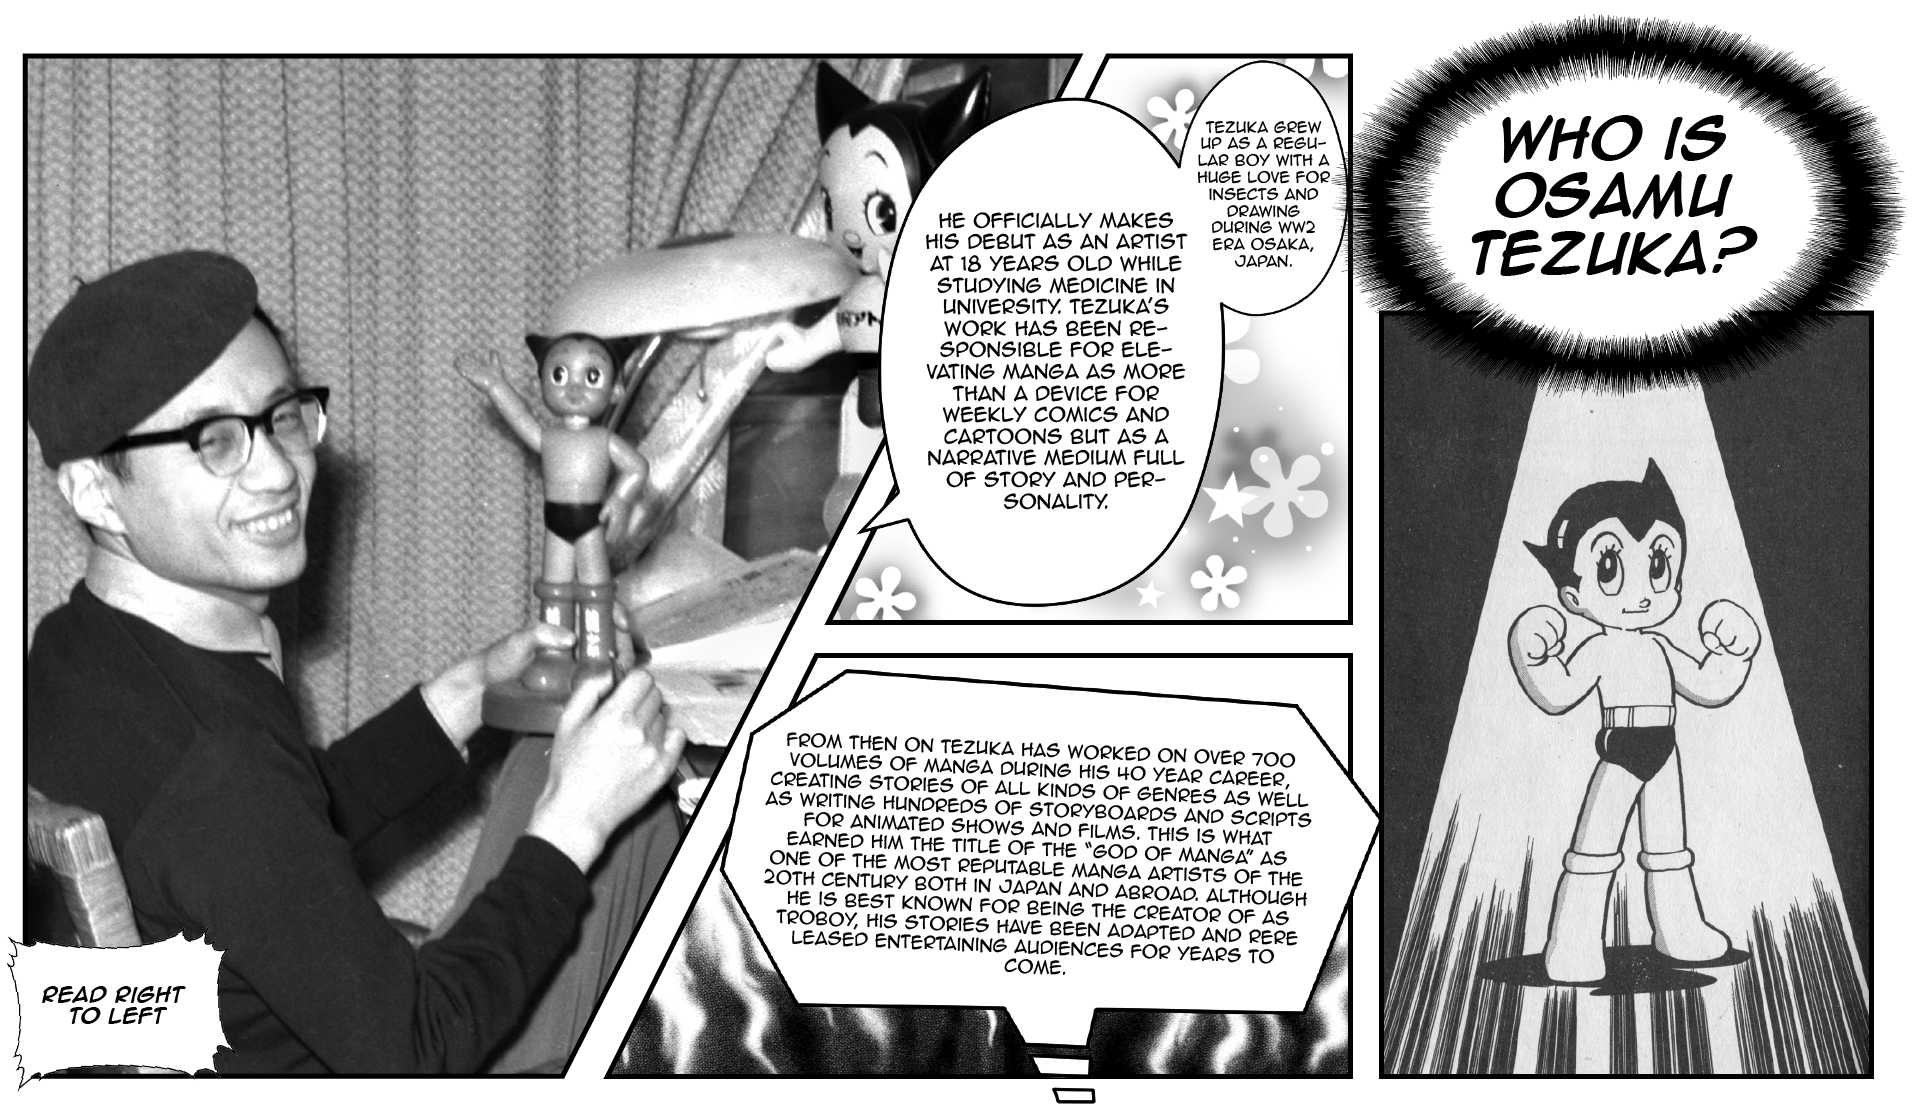 WHO IS
OSAMU
TEZUKA?
TEZUKA GREW
UP AS A REGU-
LAR BOY WITH A
HUGE LOVE FOR
INSECTS AND
DRAWING
DURING WW2
ERA OSAKA,
JAPAN.
HE OFFICIALLY MAKES
HIS DEBUT AS AN ARTIST
AT 18 YEARS OLD WHILE
STUDYING MEDICINE IN
UNIVERSITY. TEZUKA'S
WORK HAS BEEN RE-
SPONSIBLE FOR ELE-
VATING MANGA AS MORE
THAN A DEVICE FOR
WEEKLY COMICS AND
CARTOONS BUT AS A
NARRATIVE MEDIUM FULL
OF STORY AND PER-
SONALITY.
FROM THEN ON TEZUKA HAS WORKED ON OVER 700
VOLUMES OF MANGA DURING HIS 40 YEAR CAREER,
CREATING STORIES OF ALL KINDS OF GENRES AS WELL
AS WRITING HUNDREDS OF STORYBOARDS AND SCRIPTS
FOR ANIMATED SHOWS AND FILMS. THIS IS WHAT
EARNED HIM THE TITLE OF THE "GOD OF MANGA" AS
ONE OF THE MOST REPUTABLE MANGA ARTISTS OF THE
20TH CENTURY BOTH IN JAPAN AND ABROAD. ALTHOUGH
HE IS BEST KNOWN FOR BEING THE CREATOR OF AS
TROBOY, HIS STORIES HAVE BEEN ADAPTED AND RERE
LEASED ENTERTAINING AUDIENCES FOR YEARS TO
COME.
READ RIGHT
TO LEFT